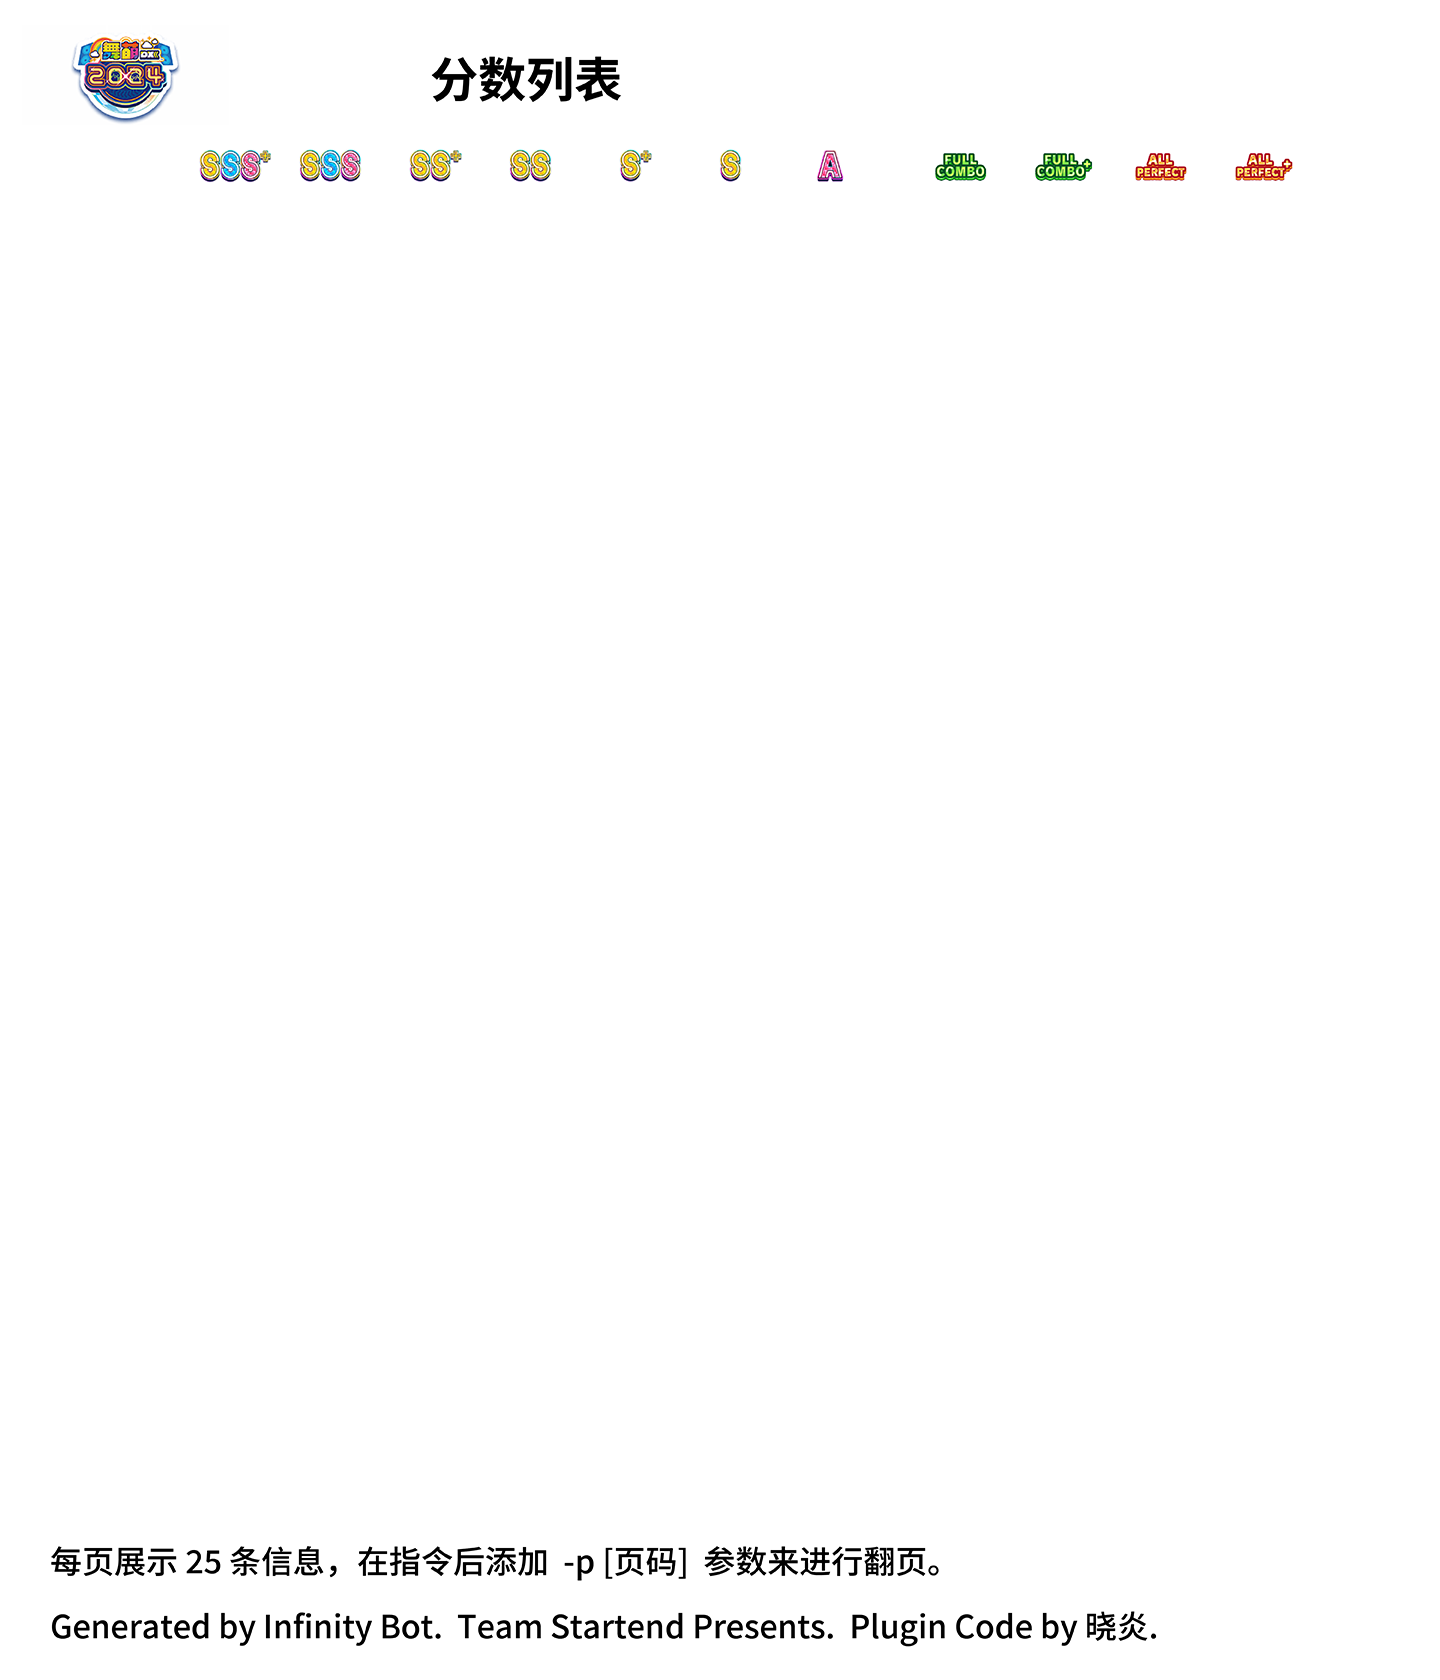 舞萌DX
2024
分数列表
SSS+ SSS SS+ SS S+ S A FULL COMBO FULL COMBO+ ALL PERFECT ALL PERFECT+
每页展示 25 条信息，在指令后添加 -p [页码] 参数来进行翻页。
Generated by Infinity Bot. Team Startend Presents. Plugin Code by 晓炎.